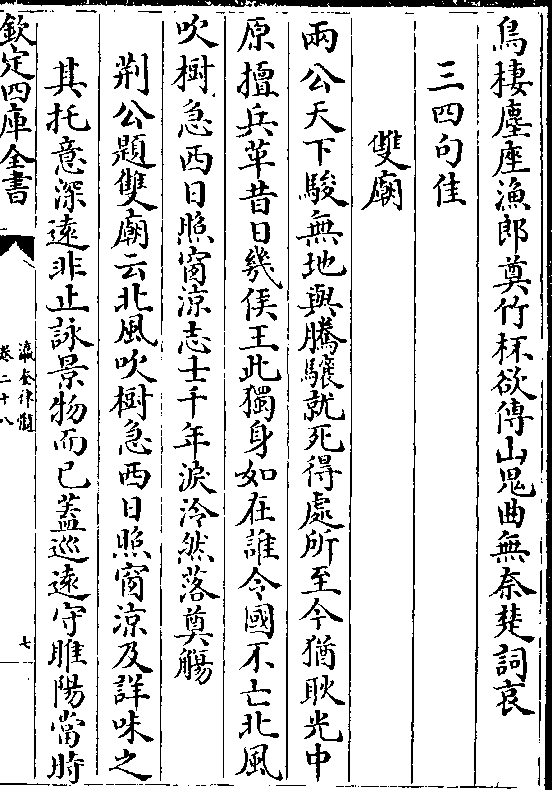 鳥棲塵座漁郎奠竹杯欲傳山鬼曲無奈楚詞哀
三四句佳
雙廟
兩公天下駿無地與騰驤就死得處所至今猶耿光中
原擅兵革昔日幾侯王此獨身如在誰令國不亡北風
吹樹急西日照窗涼志士千年淚泠然落奠觴
荆公題雙廟云北風吹樹急西日照窗涼及詳味之
其托意深遠非止詠景物而已蓋巡遠守睢陽當時
欽定四庫全書
瀛奎律髓
卷二十八
七